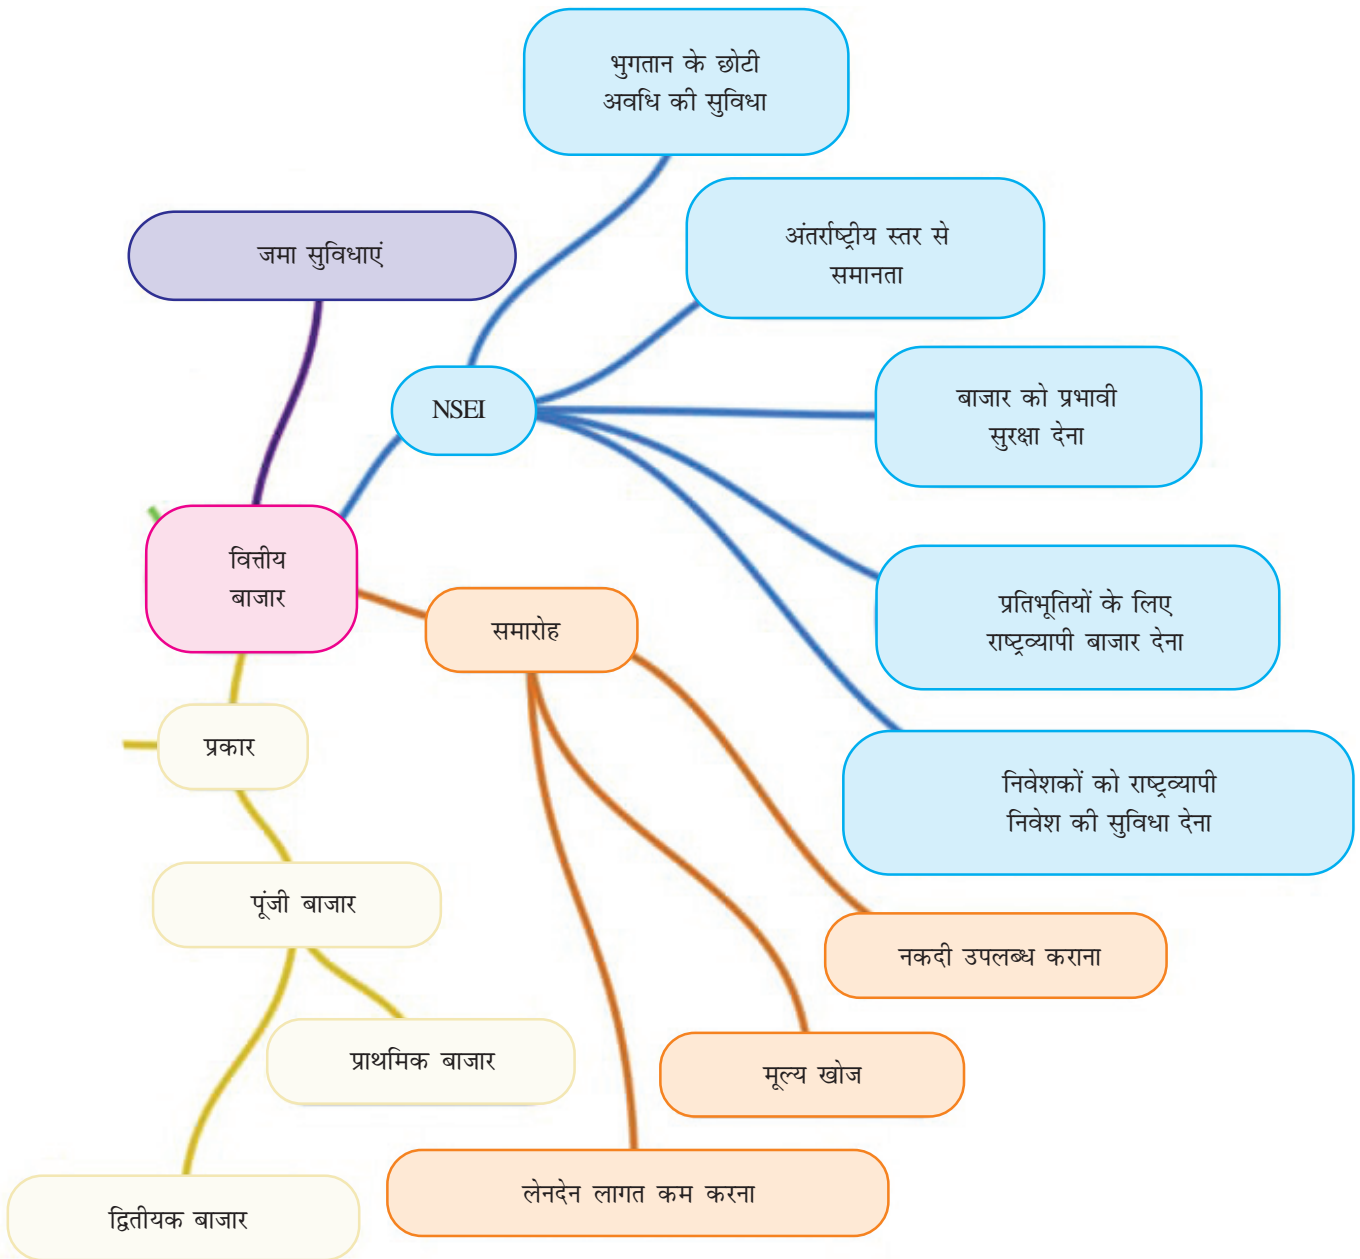 भुगतान के छोटी
अवधि की सुविधा
अंतर्राष्ट्रीय स्तर से
समानता
जमा सुविधाएं
NSEI
बाजार को प्रभावी
सुरक्षा देना
वित्तीय
बाजार
समारोह
प्रतिभूतियों के लिए
राष्ट्रव्यापी बाजार देना
प्रकार
निवेशकों को राष्ट्रव्यापी
निवेश की सुविधा देना
पूंजी बाजार
नकदी उपलब्ध कराना
प्राथमिक बाजार
मूल्य खोज
लेनदेन लागत कम करना
द्वितीयक बाजार